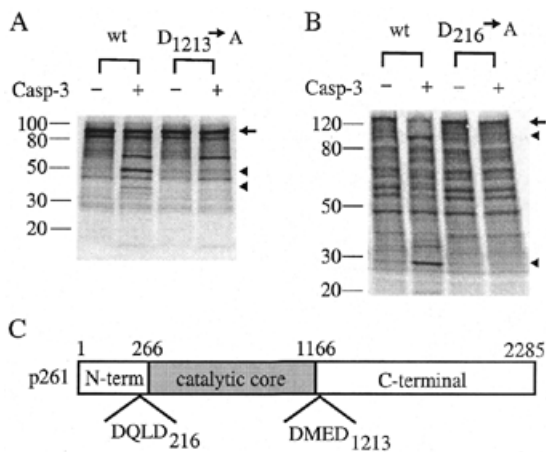 A
wt D1213→A
Casp-3 − + − +
100
80
50
30
20
B
wt D216→A
Casp-3 − + − +
120
80
50
30
20
C
1 266 1166 2285
p261 N-term catalytic core C-terminal
DQLD216 DMED1213